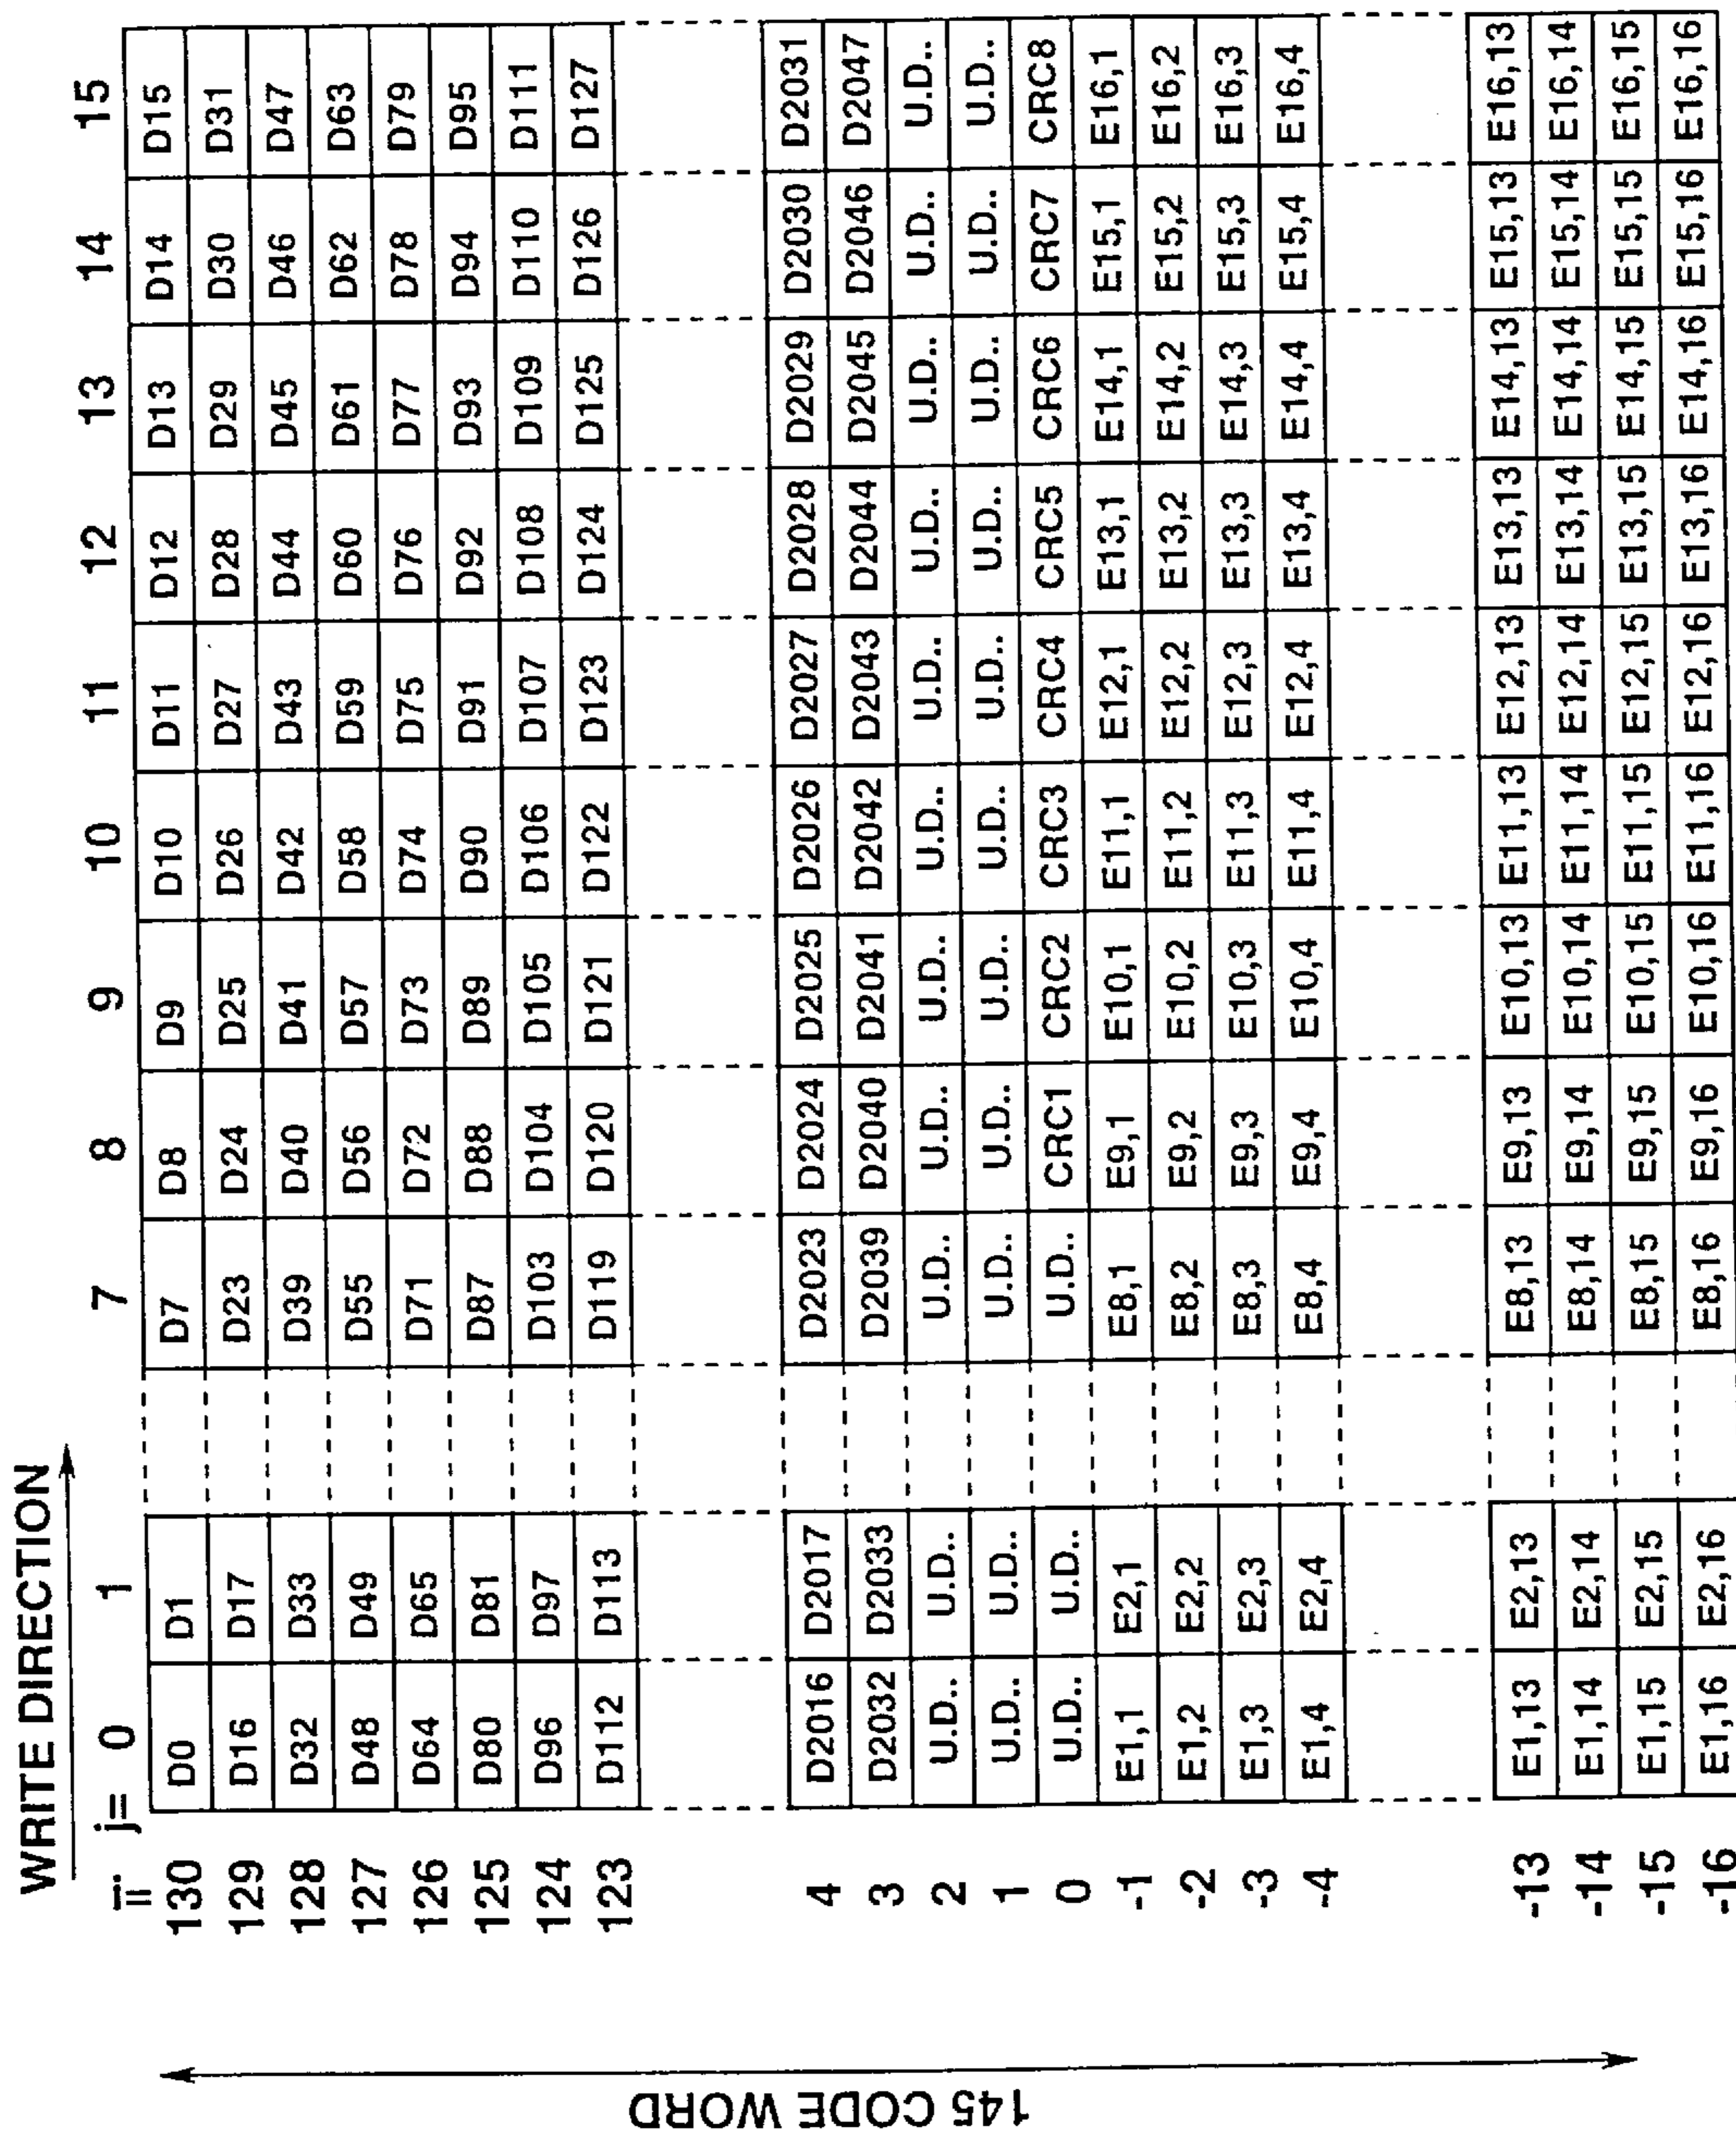 WRITE DIRECTION
j= 0 1 7 8 9 10 11 12 13 14 15
i=
130 D0 D1 D7 D8 D9 D10 D11 D12 D13 D14 D15
129 D16 D17 D23 D24 D25 D26 D27 D28 D29 D30 D31
128 D32 D33 D39 D40 D41 D42 D43 D44 D45 D46 D47
127 D48 D49 D55 D56 D57 D58 D59 D60 D61 D62 D63
126 D64 D65 D71 D72 D73 D74 D75 D76 D77 D78 D79
125 D80 D81 D87 D88 D89 D90 D91 D92 D93 D94 D95
124 D96 D97 D103 D104 D105 D106 D107 D108 D109 D110 D111
123 D112 D113 D119 D120 D121 D122 D123 D124 D125 D126 D127
4 D2016 D2017 D2023 D2024 D2025 D2026 D2027 D2028 D2029 D2030 D2031
3 D2032 D2033 D2039 D2040 D2041 D2042 D2043 D2044 D2045 D2046 D2047
2 U.D.. U.D.. U.D.. U.D.. U.D.. U.D.. U.D.. U.D.. U.D.. U.D.. U.D..
1 U.D.. U.D.. U.D.. U.D.. U.D.. U.D.. U.D.. U.D.. U.D.. U.D.. U.D..
0 U.D.. U.D.. U.D.. CRC1 CRC2 CRC3 CRC4 CRC5 CRC6 CRC7 CRC8
-1 E1,1 E2,1 E8,1 E9,1 E10,1 E11,1 E12,1 E13,1 E14,1 E15,1 E16,1
-2 E1,2 E2,2 E8,2 E9,2 E10,2 E11,2 E12,2 E13,2 E14,2 E15,2 E16,2
-3 E1,3 E2,3 E8,3 E9,3 E10,3 E11,3 E12,3 E13,3 E14,3 E15,3 E16,3
-4 E1,4 E2,4 E8,4 E9,4 E10,4 E11,4 E12,4 E13,4 E14,4 E15,4 E16,4
-13 E1,13 E2,13 E8,13 E9,13 E10,13 E11,13 E12,13 E13,13 E14,13 E15,13 E16,13
-14 E1,14 E2,14 E8,14 E9,14 E10,14 E11,14 E12,14 E13,14 E14,14 E15,14 E16,14
-15 E1,15 E2,15 E8,15 E9,15 E10,15 E11,15 E12,15 E13,15 E14,15 E15,15 E16,15
-16 E1,16 E2,16 E8,16 E9,16 E10,16 E11,16 E12,16 E13,16 E14,16 E15,16 E16,16
145 CODE WORD